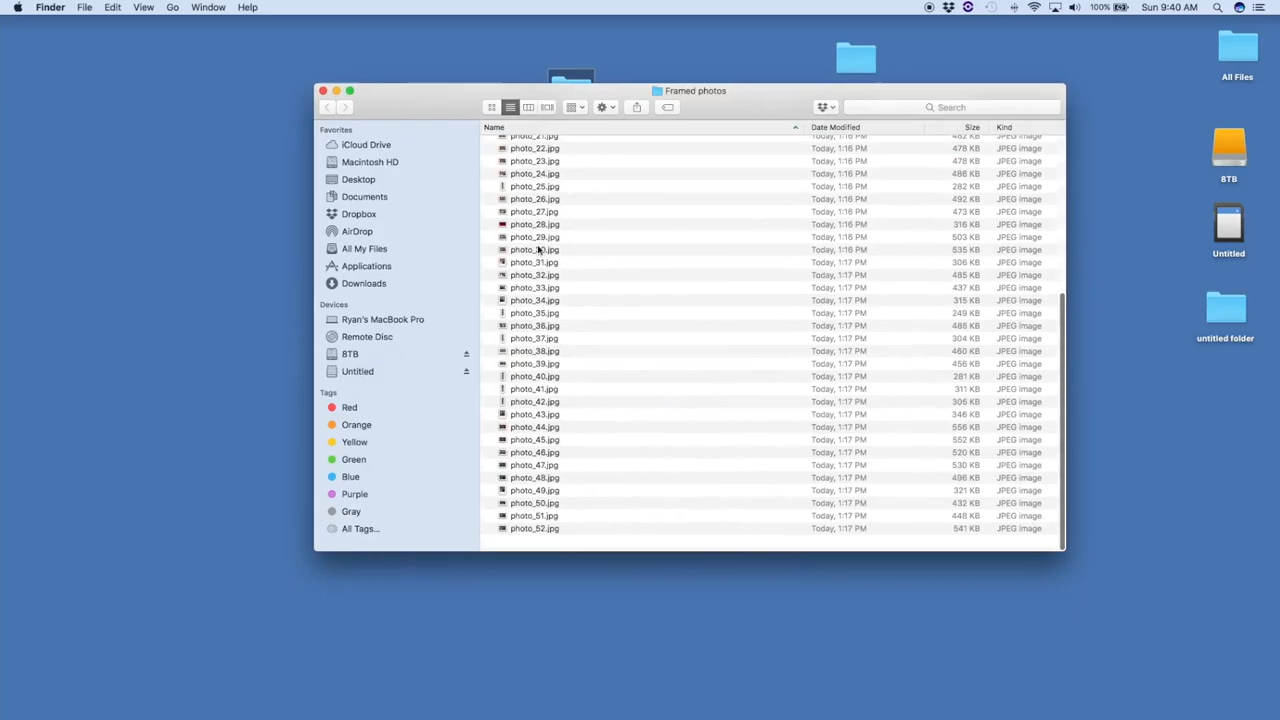 Finder File Edit View Go Window Help 100% Sun 9:40 AM
All Files
8TB
Untitled
untitled folder
Framed photos
Search
Favorites
iCloud Drive
Macintosh HD
Desktop
Documents
Dropbox
AirDrop
All My Files
Applications
Downloads
Devices
Ryan's MacBook Pro
Remote Disc
8TB
Untitled
Tags
Red
Orange
Yellow
Green
Blue
Purple
Gray
All Tags...
Name Date Modified Size Kind
photo_21.jpg Today, 1:16 PM 482 KB JPEG image
photo_22.jpg Today, 1:16 PM 478 KB JPEG image
photo_23.jpg Today, 1:16 PM 478 KB JPEG image
photo_24.jpg Today, 1:16 PM 486 KB JPEG image
photo_25.jpg Today, 1:16 PM 282 KB JPEG image
photo_26.jpg Today, 1:16 PM 492 KB JPEG image
photo_27.jpg Today, 1:16 PM 473 KB JPEG image
photo_28.jpg Today, 1:16 PM 316 KB JPEG image
photo_29.jpg Today, 1:16 PM 503 KB JPEG image
photo_30.jpg Today, 1:16 PM 535 KB JPEG image
photo_31.jpg Today, 1:17 PM 306 KB JPEG image
photo_32.jpg Today, 1:17 PM 485 KB JPEG image
photo_33.jpg Today, 1:17 PM 437 KB JPEG image
photo_34.jpg Today, 1:17 PM 315 KB JPEG image
photo_35.jpg Today, 1:17 PM 249 KB JPEG image
photo_36.jpg Today, 1:17 PM 485 KB JPEG image
photo_37.jpg Today, 1:17 PM 304 KB JPEG image
photo_38.jpg Today, 1:17 PM 460 KB JPEG image
photo_39.jpg Today, 1:17 PM 456 KB JPEG image
photo_40.jpg Today, 1:17 PM 281 KB JPEG image
photo_41.jpg Today, 1:17 PM 311 KB JPEG image
photo_42.jpg Today, 1:17 PM 305 KB JPEG image
photo_43.jpg Today, 1:17 PM 346 KB JPEG image
photo_44.jpg Today, 1:17 PM 556 KB JPEG image
photo_45.jpg Today, 1:17 PM 552 KB JPEG image
photo_46.jpg Today, 1:17 PM 520 KB JPEG image
photo_47.jpg Today, 1:17 PM 530 KB JPEG image
photo_48.jpg Today, 1:17 PM 496 KB JPEG image
photo_49.jpg Today, 1:17 PM 321 KB JPEG image
photo_50.jpg Today, 1:17 PM 432 KB JPEG image
photo_51.jpg Today, 1:17 PM 448 KB JPEG image
photo_52.jpg Today, 1:17 PM 541 KB JPEG image